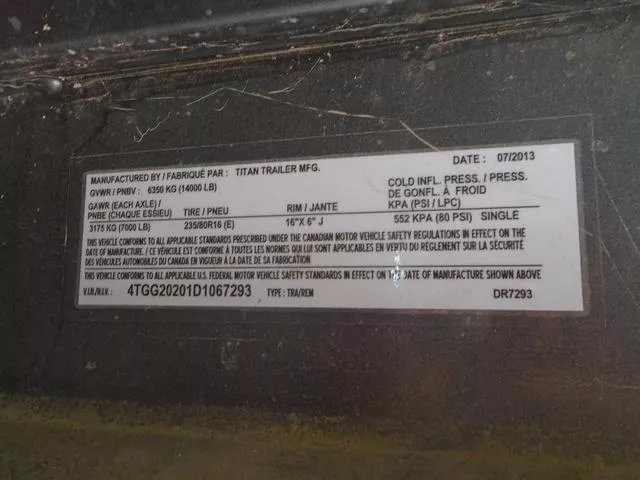 MANUFACTURED BY / FABRIQUÉ PAR : TITAN TRAILER MFG. DATE : 07/2013
GVWR / PNBV : 6350 KG (14000 LB)
COLD INFL. PRESS. / PRESS.
GAWR (EACH AXLE) / DE GONFL. À FROID
PNBE (CHAQUE ESSIEU) TIRE / PNEU RIM / JANTE KPA (PSI / LPC)
3175 KG (7000 LB) 235/80R16 (E) 16"X 6" J 552 KPA (80 PSI) SINGLE
THIS VEHICLE CONFORMS TO ALL APPLICABLE STANDARDS PRESCRIBED UNDER THE CANADIAN MOTOR VEHICLE SAFETY REGULATIONS IN EFFECT ON THE
DATE OF MANUFACTURE / CE VÉHICULE EST CONFORME À TOUTES LES NORMES QUI LUI SONT APPLICABLES EN VERTU DU RÈGLEMENT SUR LA SÉCURITÉ
DES VÉHICULES AUTOMOBILES DU CANADA EN VIGUEUR À LA DATE DE SA FABRICATION
THIS VEHICLE CONFORMS TO ALL APPLICABLE U.S. FEDERAL MOTOR VEHICLE SAFETY STANDARDS IN EFFECT ON THE DATE OF MANUFACTURE SHOWN ABOVE
V.I.N./N.I.V.: 4TGG20201D1067293 TYPE : TRA/REM DR7293